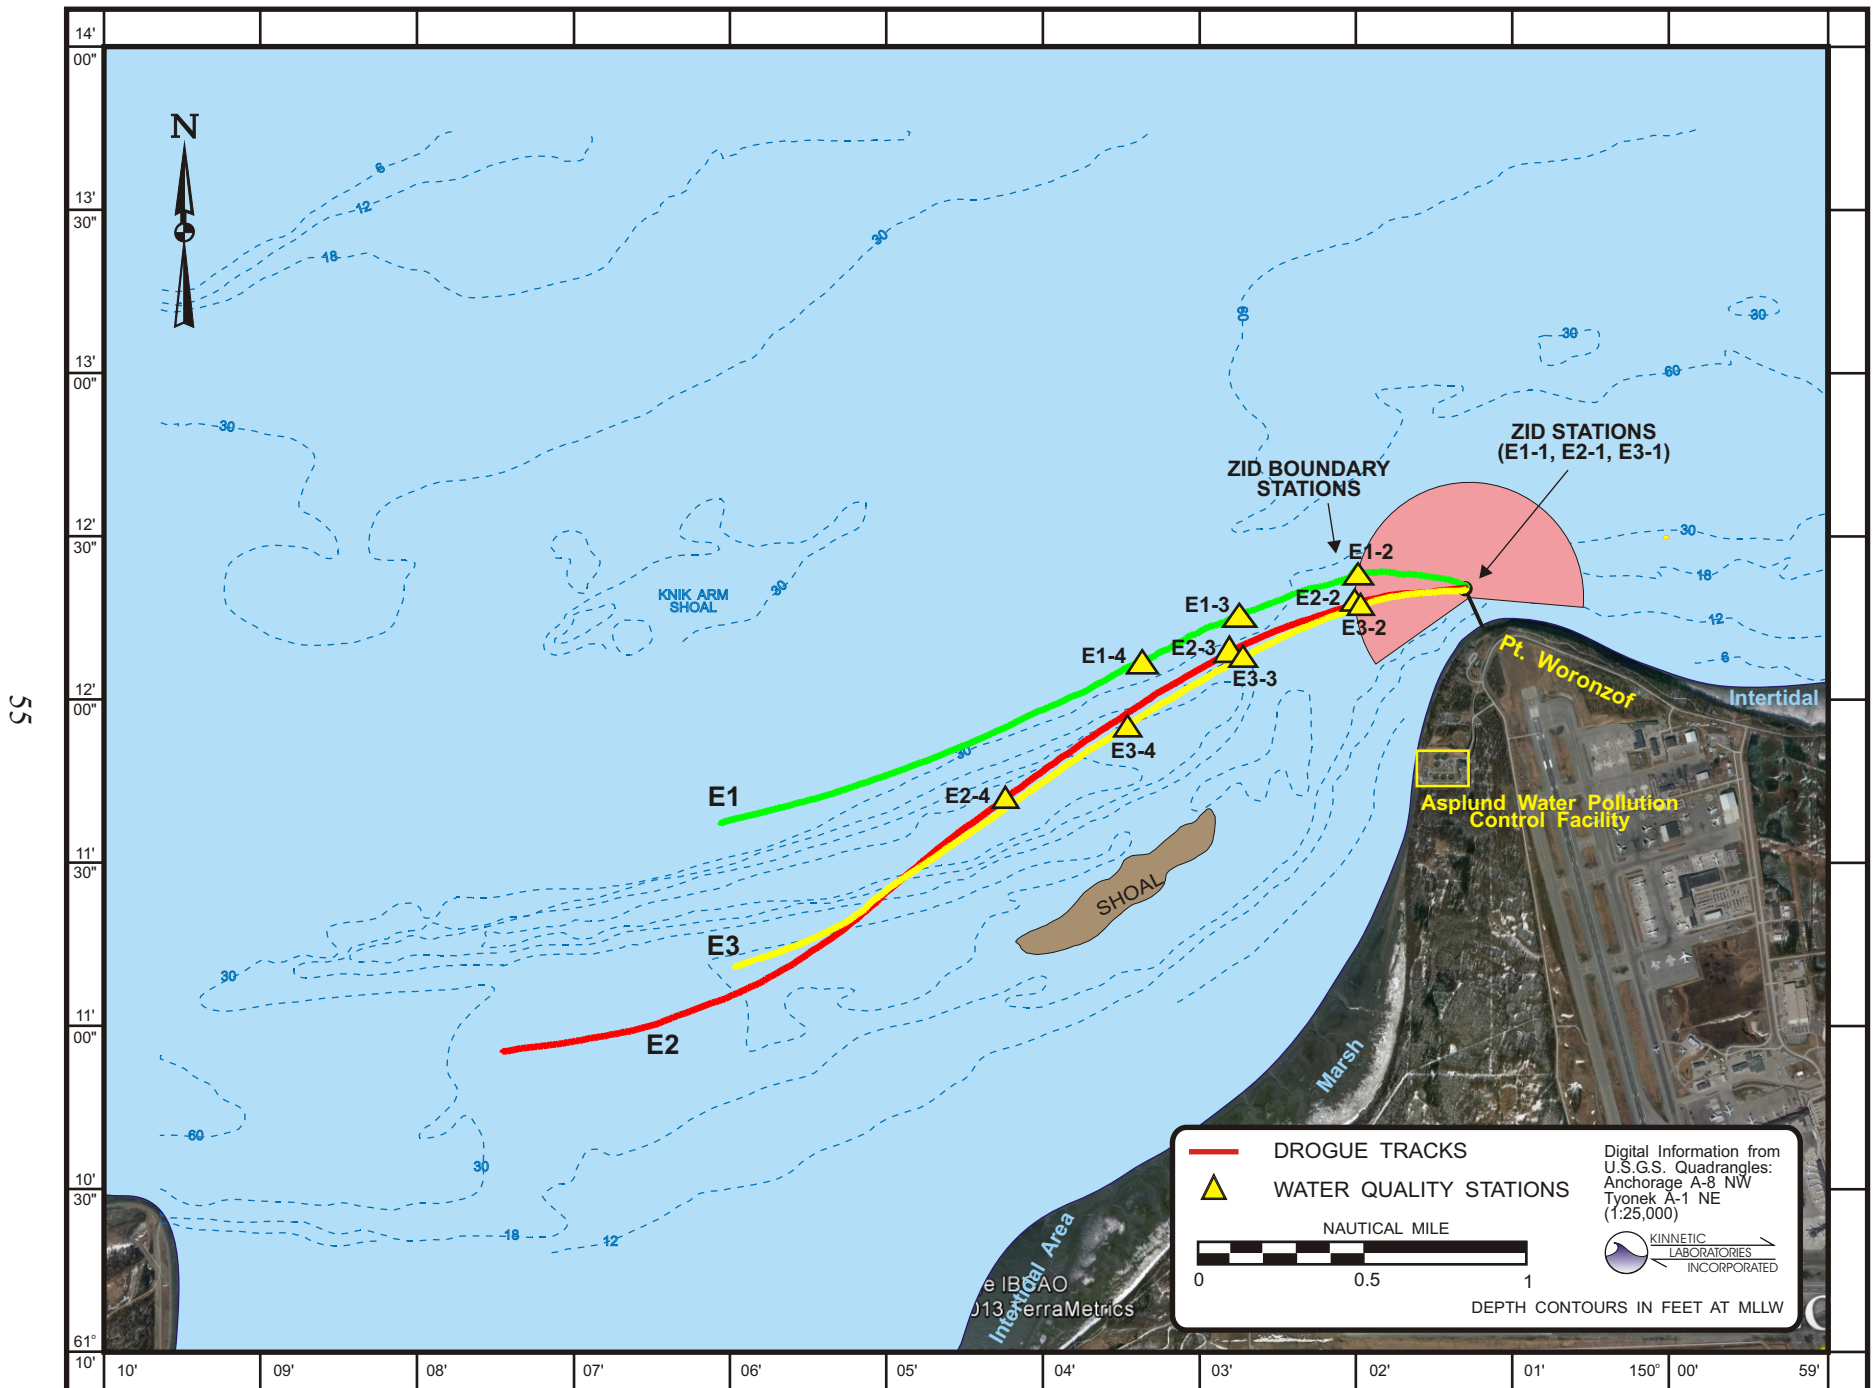 14'
00"
N
6
13'
30"
12
30
18
60
30
30
13'
00"
60
30
ZID STATIONS
(E1-1, E2-1, E3-1)
ZID BOUNDARY
STATIONS
12'
30"
30
E1-2
18
KNIK ARM
SHOAL
30
E1-3
E2-2
12
E3-2
E1-4
E2-3
6
E3-3
Pt. Woronzof
55
12'
00"
Intertidal
30
E3-4
E1
E2-4
Asplund Water Pollution
Control Facility
11'
30"
SHOAL
E3
30
11'
00"
E2
Marsh
60
30
10'
30"
18
12
Intertidal Area
e IBCAO
013 TerraMetrics
DROGUE TRACKS
WATER QUALITY STATIONS
NAUTICAL MILE
0
0.5
1
Digital Information from
U.S.G.S. Quadrangles:
Anchorage A-8 NW
Tyonek A-1 NE
(1:25,000)
KINNETIC
LABORATORIES
INCORPORATED
DEPTH CONTOURS IN FEET AT MLLW
61°
10'
10'
09'
08'
07'
06'
05'
04'
03'
02'
01'
150° 00'
59'